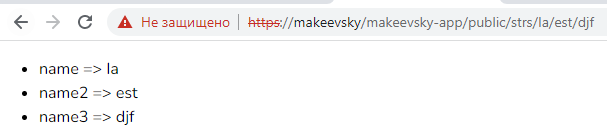 Не защищено | https://makeevsky/makeevsky-app/public/strs/la/est/djf
• name => la
• name2 => est
• name3 => djf